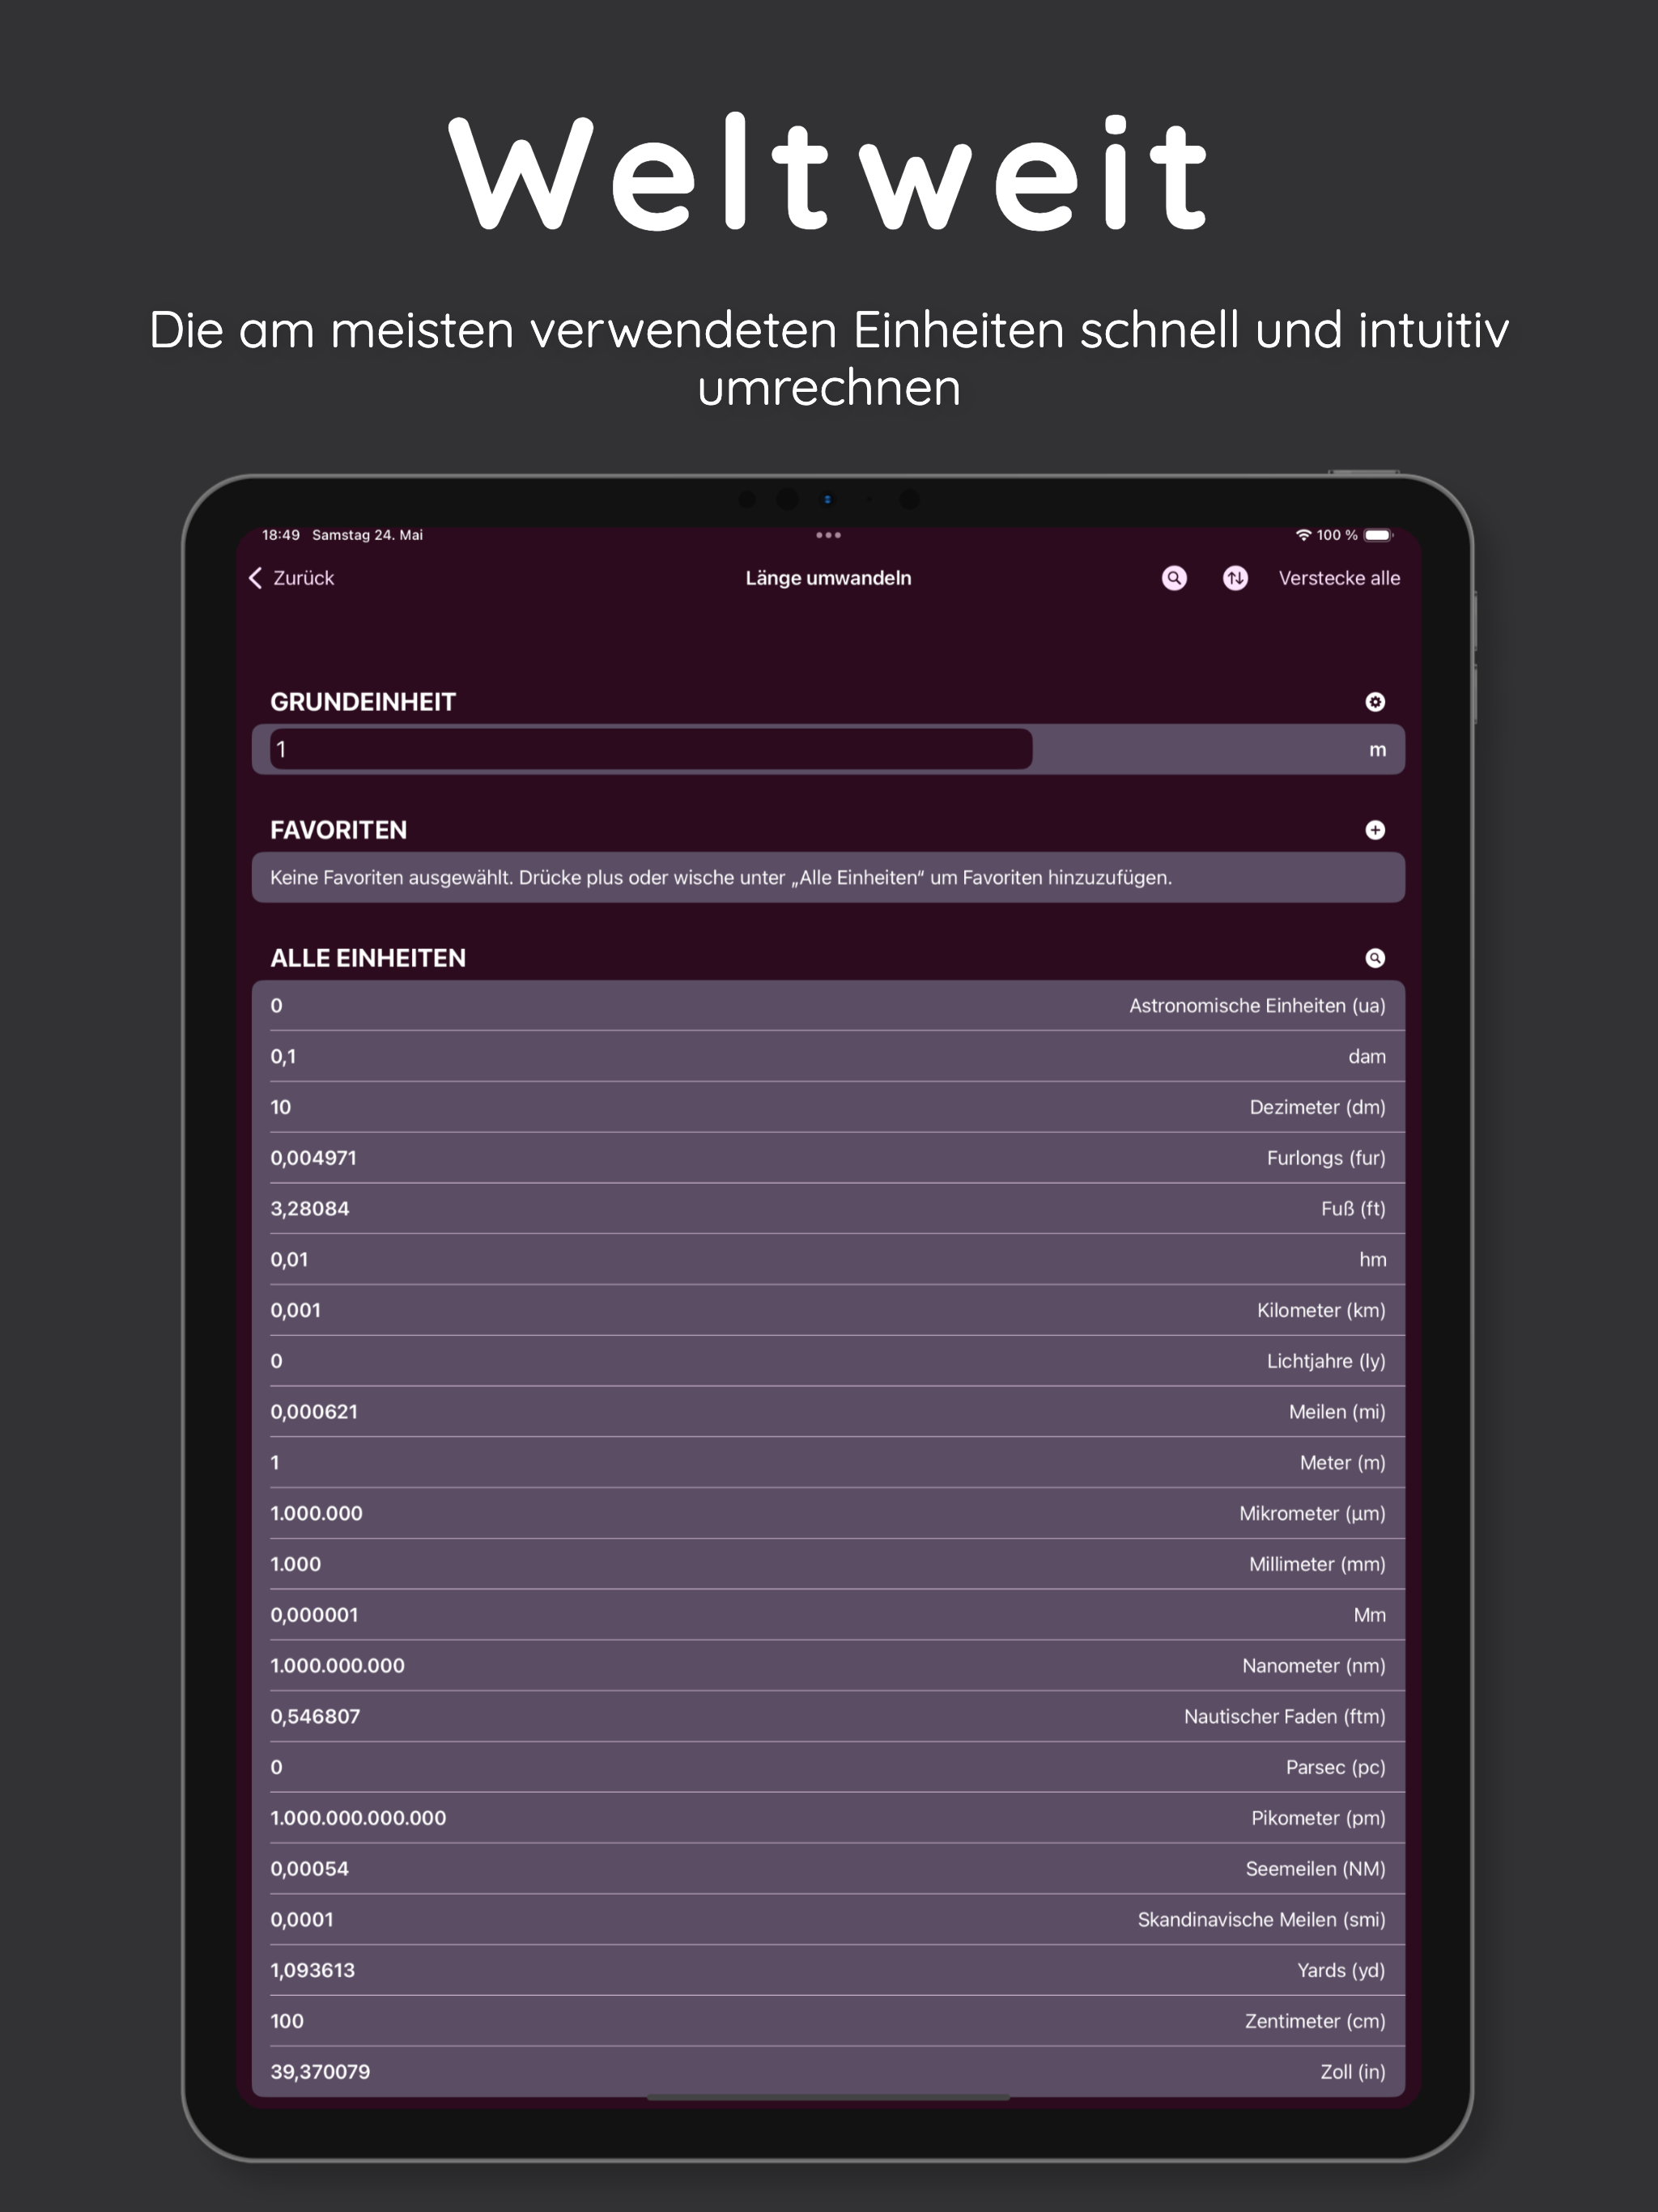 Weltweit
Die am meisten verwendeten Einheiten schnell und intuitiv
umrechnen
18:49 Samstag 24. Mai
100 %
Zurück
Länge umwandeln
Verstecke alle
GRUNDEINHEIT
1 m
FAVORITEN
Keine Favoriten ausgewählt. Drücke plus oder wische unter „Alle Einheiten“ um Favoriten hinzuzufügen.
ALLE EINHEITEN
0 Astronomische Einheiten (ua)
0,1 dam
10 Dezimeter (dm)
0,004971 Furlongs (fur)
3,28084 Fuß (ft)
0,01 hm
0,001 Kilometer (km)
0 Lichtjahre (ly)
0,000621 Meilen (mi)
1 Meter (m)
1.000.000 Mikrometer (µm)
1.000 Millimeter (mm)
0,000001 Mm
1.000.000.000 Nanometer (nm)
0,546807 Nautischer Faden (ftm)
0 Parsec (pc)
1.000.000.000.000 Pikometer (pm)
0,00054 Seemeilen (NM)
0,0001 Skandinavische Meilen (smi)
1,093613 Yards (yd)
100 Zentimeter (cm)
39,370079 Zoll (in)